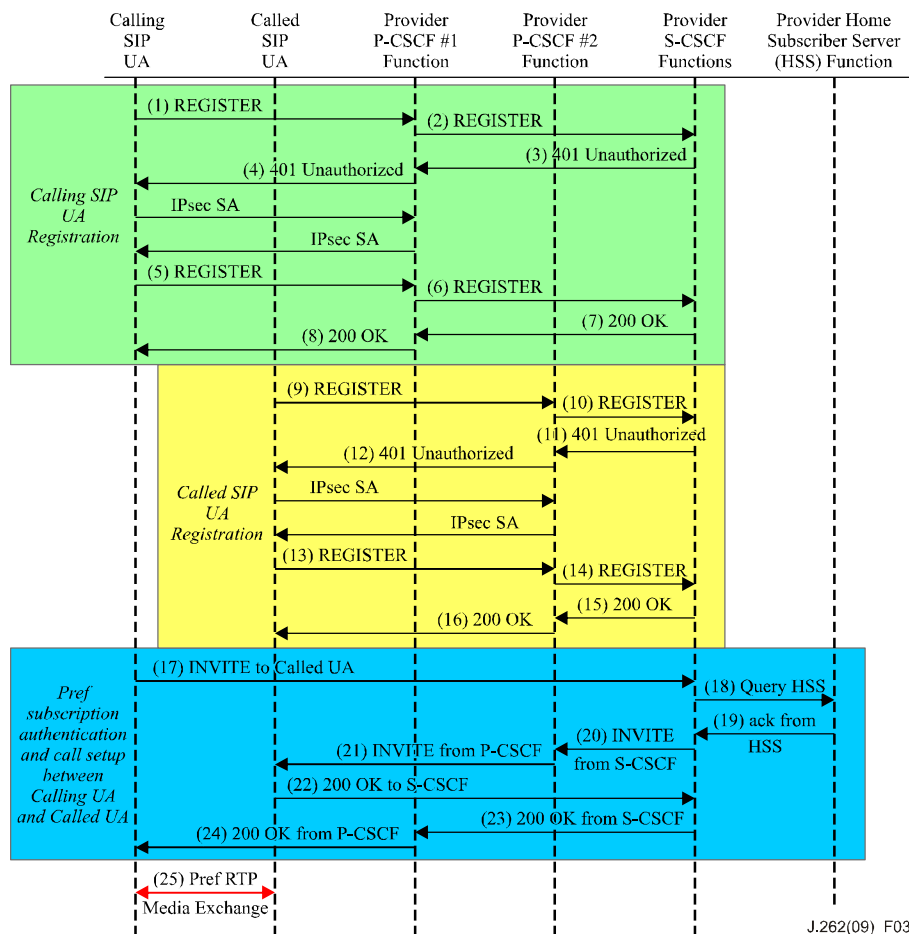 Calling
SIP
UA
Called
SIP
UA
Provider
P-CSCF #1
Function
Provider
P-CSCF #2
Function
Provider
S-CSCF
Functions
Provider Home
Subscriber Server
(HSS) Function
Calling SIP
UA
Registration
(1) REGISTER
(2) REGISTER
(3) 401 Unauthorized
(4) 401 Unauthorized
IPsec SA
IPsec SA
(5) REGISTER
(6) REGISTER
(7) 200 OK
(8) 200 OK
Called SIP
UA
Registration
(9) REGISTER
(10) REGISTER
(11) 401 Unauthorized
(12) 401 Unauthorized
IPsec SA
IPsec SA
(13) REGISTER
(14) REGISTER
(15) 200 OK
(16) 200 OK
Pref
subscription
authentication
and call setup
between
Calling UA
and Called UA
(17) INVITE to Called UA
(18) Query HSS
(19) ack from
HSS
(20) INVITE
from S-CSCF
(21) INVITE from P-CSCF
(22) 200 OK to S-CSCF
(23) 200 OK from S-CSCF
(24) 200 OK from P-CSCF
(25) Pref RTP
Media Exchange
J.262(09)_F03